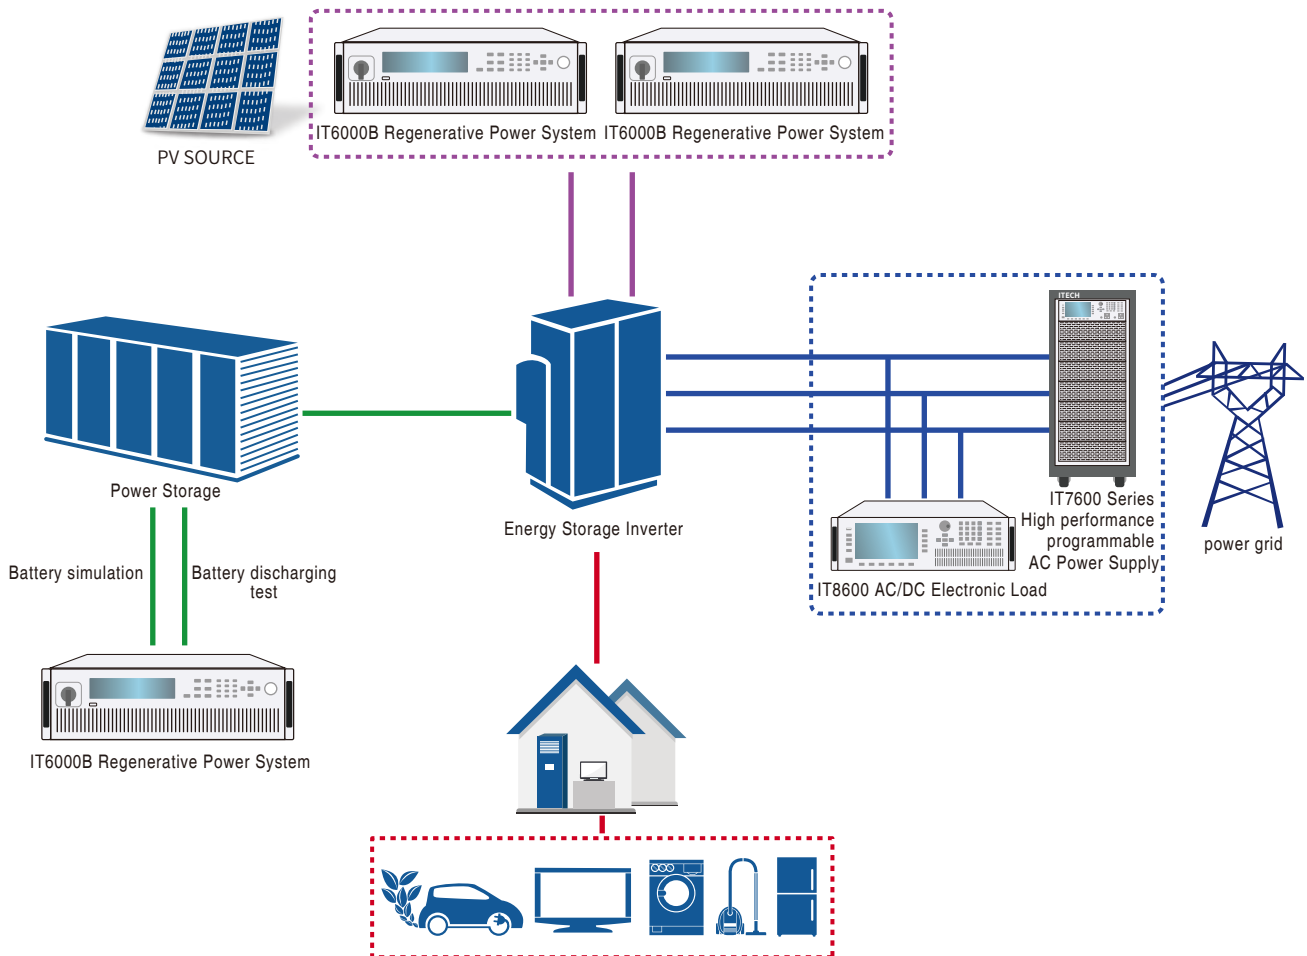 IT6000B Regenerative Power System
IT6000B Regenerative Power System
PV SOURCE
ITECH
Power Storage
Energy Storage Inverter
IT7600 Series
High performance
programmable
AC Power Supply
power grid
IT8600 AC/DC Electronic Load
Battery simulation
Battery discharging
test
IT6000B Regenerative Power System